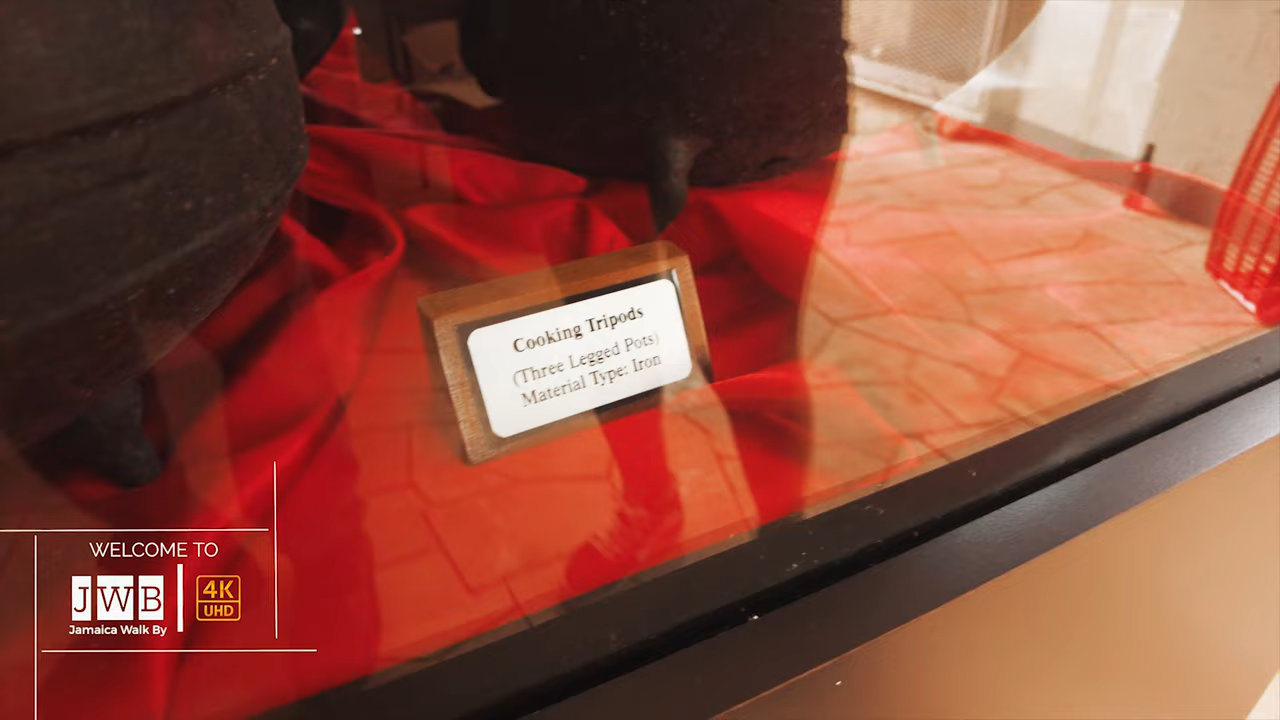 Cooking Tripods
(Three Legged Pots)
Material Type: Iron
WELCOME TO
JWB
Jamaica Walk By
4K
UHD